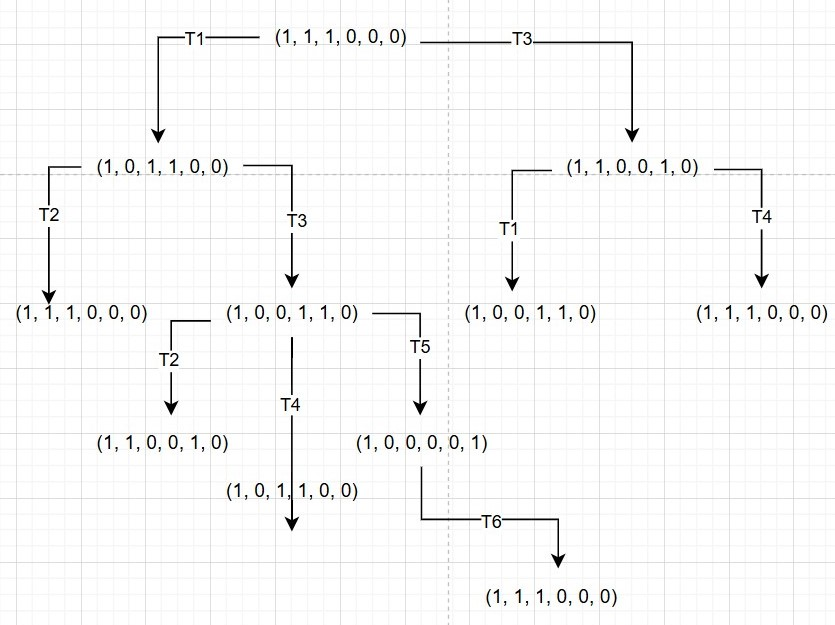 T1 (1, 1, 1, 0, 0, 0) T3
(1, 0, 1, 1, 0, 0) (1, 1, 0, 0, 1, 0)
T2 T3 T1 T4
(1, 1, 1, 0, 0, 0) (1, 0, 0, 1, 1, 0) (1, 0, 0, 1, 1, 0) (1, 1, 1, 0, 0, 0)
T2 T5
T4
(1, 1, 0, 0, 1, 0) (1, 0, 0, 0, 0, 1)
(1, 0, 1, 1, 0, 0)
T6
(1, 1, 1, 0, 0, 0)